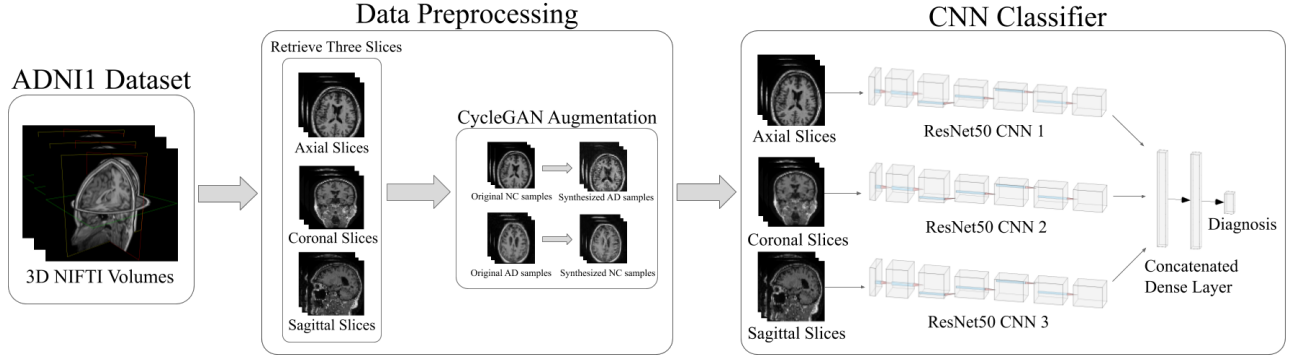 ADNI1 Dataset
3D NIFTI Volumes
Data Preprocessing
Retrieve Three Slices
Axial Slices
Coronal Slices
Sagittal Slices
CycleGAN Augmentation
Original NC samples
Synthesized AD samples
Original AD samples
Synthesized NC samples
CNN Classifier
Axial Slices
ResNet50 CNN 1
Coronal Slices
ResNet50 CNN 2
Sagittal Slices
ResNet50 CNN 3
Concatenated
Dense Layer
Diagnosis